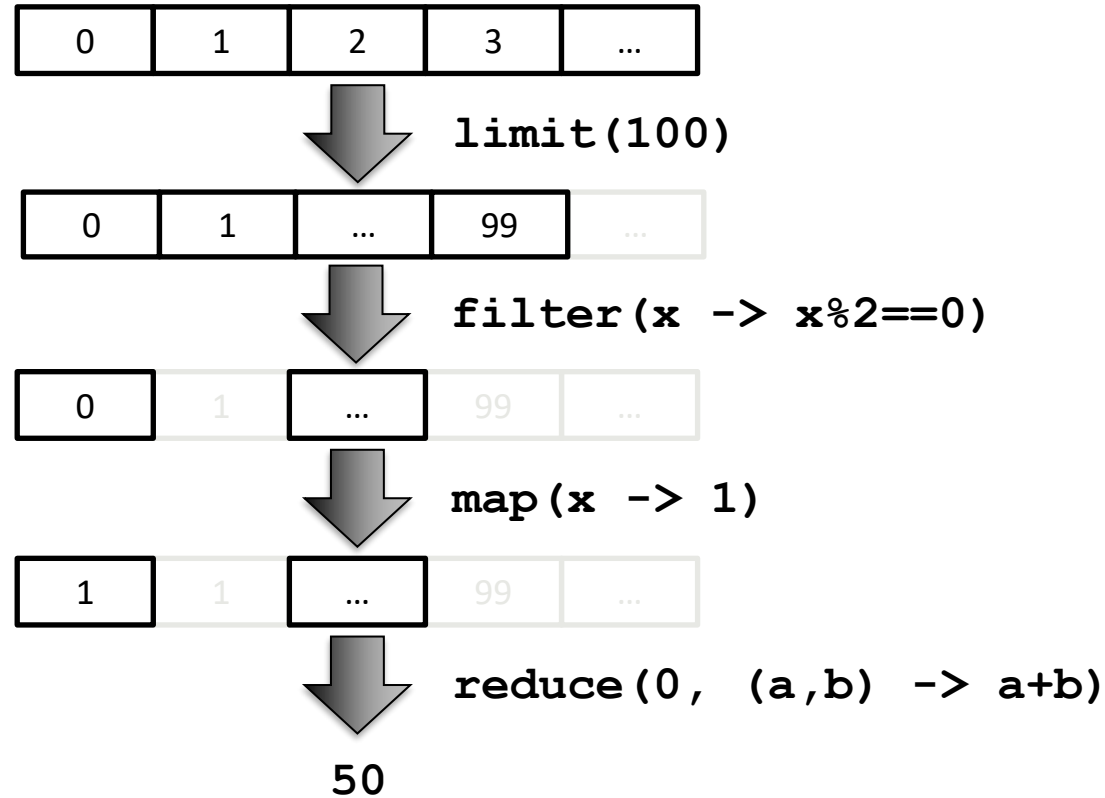 0 1 2 3 …
limit(100)
0 1 … 99 …
filter(x -> x%2==0)
0 1 … 99 …
map(x -> 1)
1 1 … 99 …
reduce(0, (a,b) -> a+b)
50